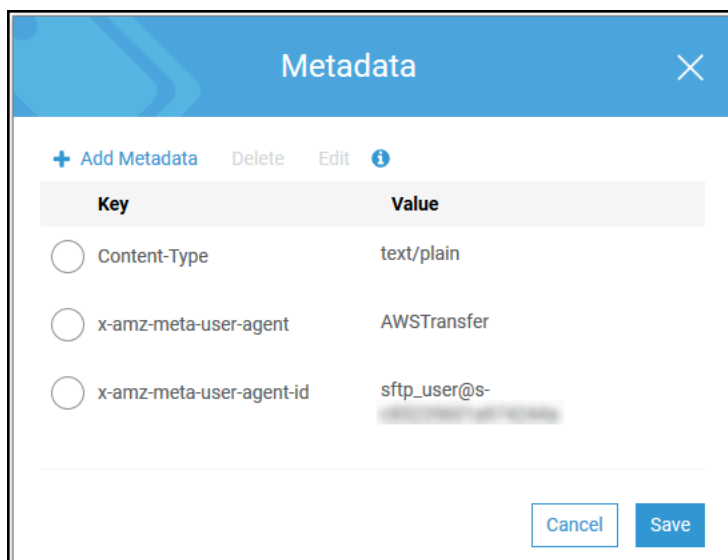 Metadata
+ Add Metadata Delete Edit
Key Value
Content-Type text/plain
x-amz-meta-user-agent AWSTransfer
x-amz-meta-user-agent-id sftp_user@s-
Cancel Save